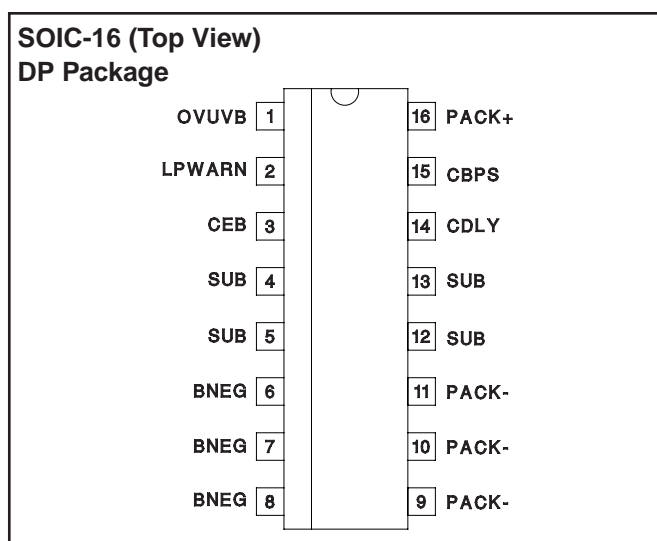 SOIC-16 (Top View)
DP Package
OVUVB 1 16 PACK+
LPWARN 2 15 CBPS
CEB 3 14 CDLY
SUB 4 13 SUB
SUB 5 12 SUB
BNEG 6 11 PACK-
BNEG 7 10 PACK-
BNEG 8 9 PACK-